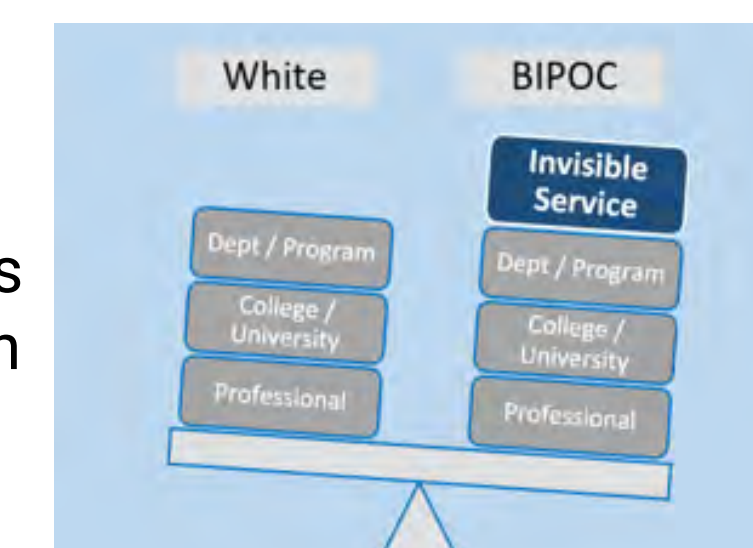 White
BIPOC
Invisible
Service
Dept / Program
College /
University
Professional
Dept / Program
College /
University
Professional
s
n